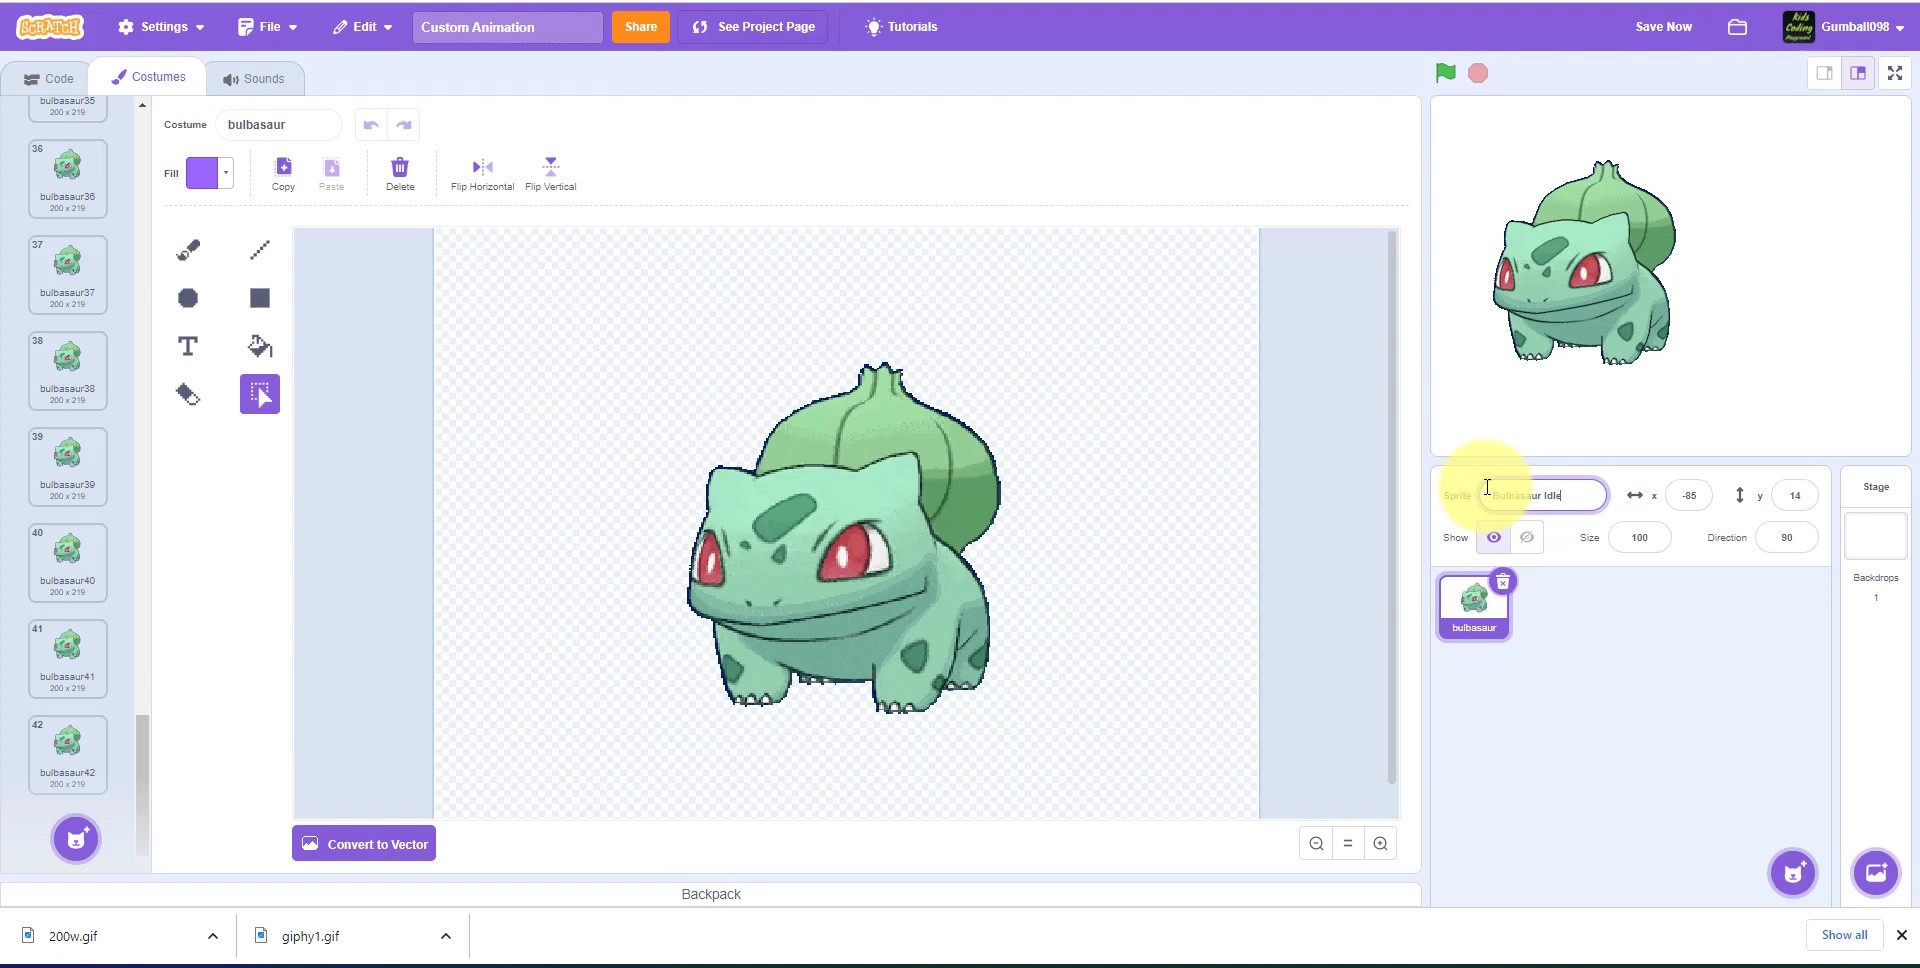 SCRATCH
Settings
File
Edit
Custom Animation
Share
See Project Page
Tutorials
Save Now
Kids
Coding
Playground
Gumball098
Code
Costumes
Sounds
bulbasaur35
200 x 219
36
bulbasaur36
200 x 219
37
bulbasaur37
200 x 219
38
bulbasaur38
200 x 219
39
bulbasaur39
200 x 219
40
bulbasaur40
200 x 219
41
bulbasaur41
200 x 219
42
bulbasaur42
200 x 219
Costume
bulbasaur
Fill
Copy
Paste
Delete
Flip Horizontal
Flip Vertical
T
Convert to Vector
Backpack
Sprite
Bulbasaur Idle
x
-85
y
14
Show
Size
100
Direction
90
bulbasaur
Stage
Backdrops
1
200w.gif
giphy1.gif
Show all